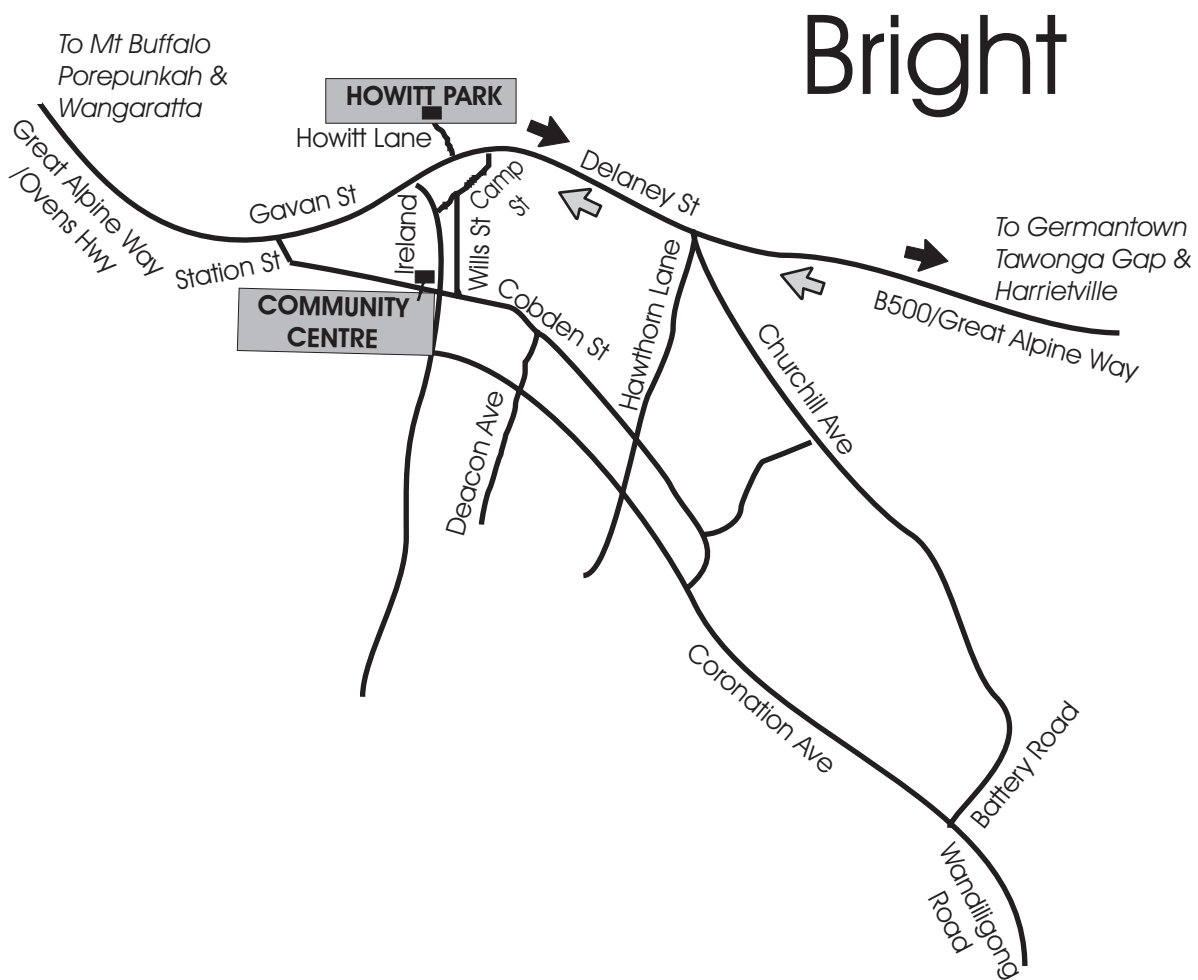 Bright
To Mt Buffalo
Porepunkah &
Wangaratta
HOWITT PARK
Howitt Lane
Great Alpine Way
/Ovens Hwy
Gavan St
Station St
Ireland
Wills St
Camp
St
Delaney St
COMMUNITY
CENTRE
Cobden St
Hawthorn Lane
Deacon Ave
Churchill Ave
To Germantown
Tawonga Gap &
Harrietville
B500/Great Alpine Way
Coronation Ave
Battery Road
Wandiligong
Road